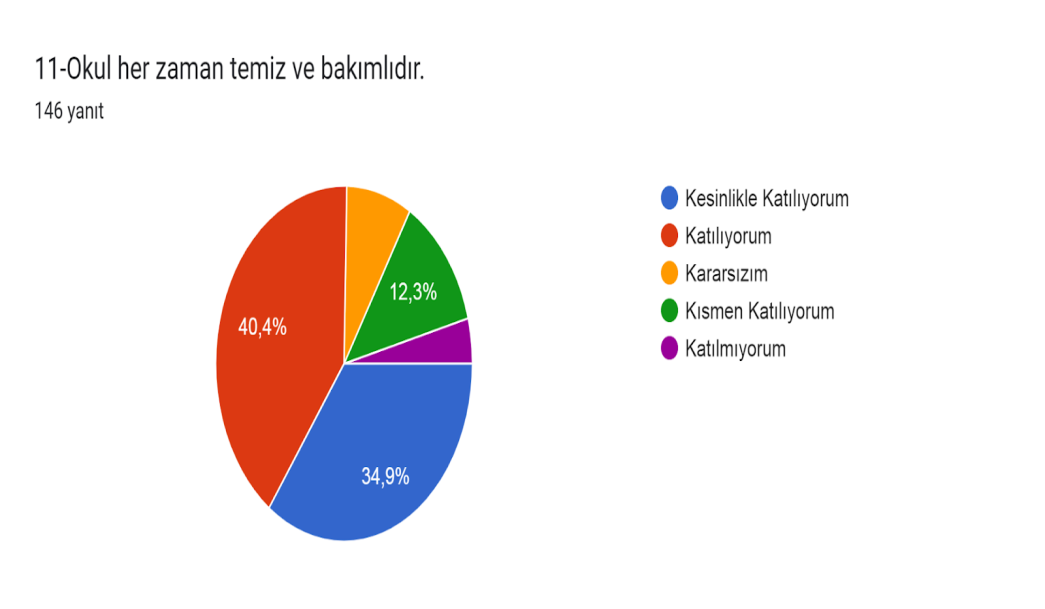 11-Okul her zaman temiz ve bakımlıdır.
146 yanıt
Kesinlikle Katılıyorum
Katılıyorum
Kararsızım
Kısmen Katılıyorum
Katılmıyorum
12,3%
40,4%
34,9%